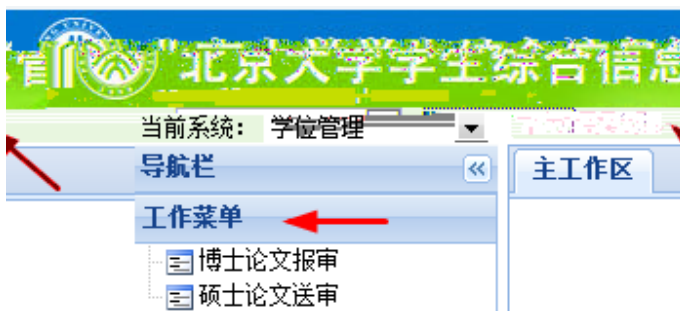 北京大学学生综合信息
当前系统: 学位管理
导航栏
主工作区
工作菜单
博士论文报审
硕士论文送审